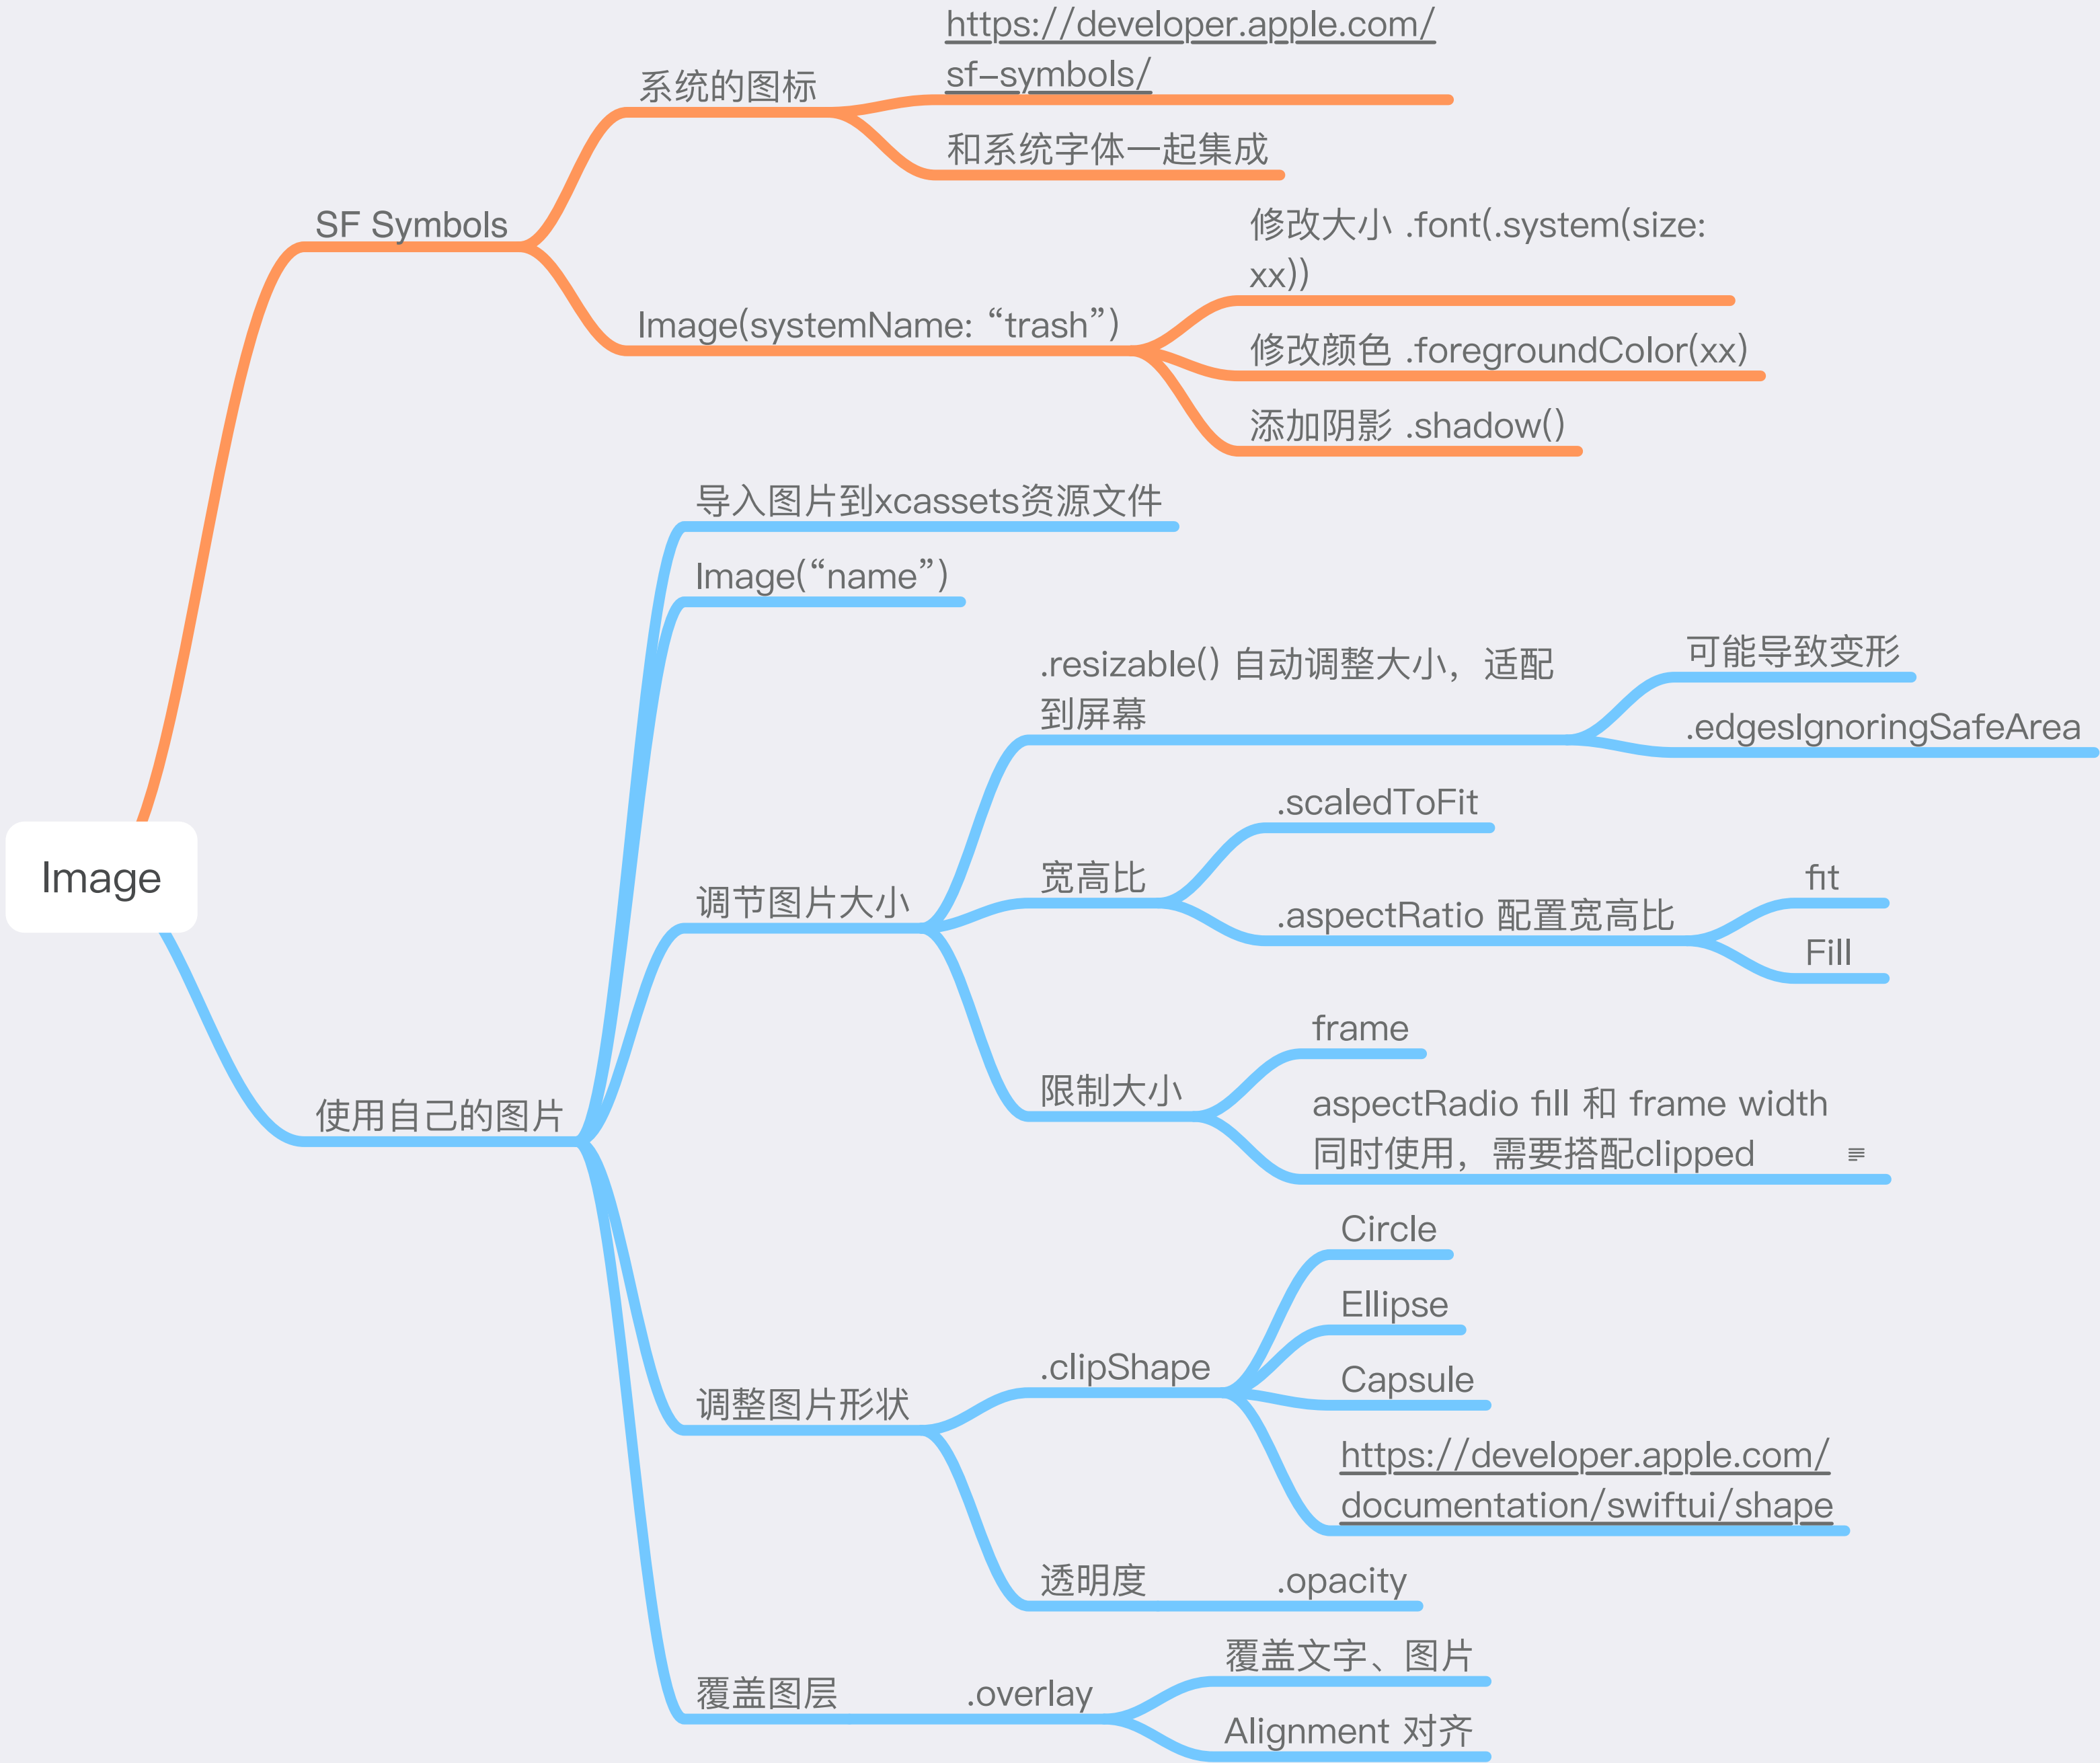 https://developer.apple.com/
sf-symbols/
系统的图标
和系统字体一起集成
SF Symbols
修改大小 .font(.system(size:
xx))
Image(systemName: “trash”)
修改颜色 .foregroundColor(xx)
添加阴影 .shadow()
导入图片到xcassets资源文件
Image(“name”)
.resizable() 自动调整大小，适配
到屏幕
可能导致变形
.edgesIgnoringSafeArea
.scaledToFit
宽高比
.aspectRatio 配置宽高比
fit
Fill
调节图片大小
Image
frame
限制大小
aspectRadio fill 和 frame width
同时使用，需要搭配clipped
使用自己的图片
Circle
Ellipse
.clipShape
Capsule
调整图片形状
https://developer.apple.com/
documentation/swiftui/shape
透明度
.opacity
覆盖文字、图片
覆盖图层
.overlay
Alignment 对齐